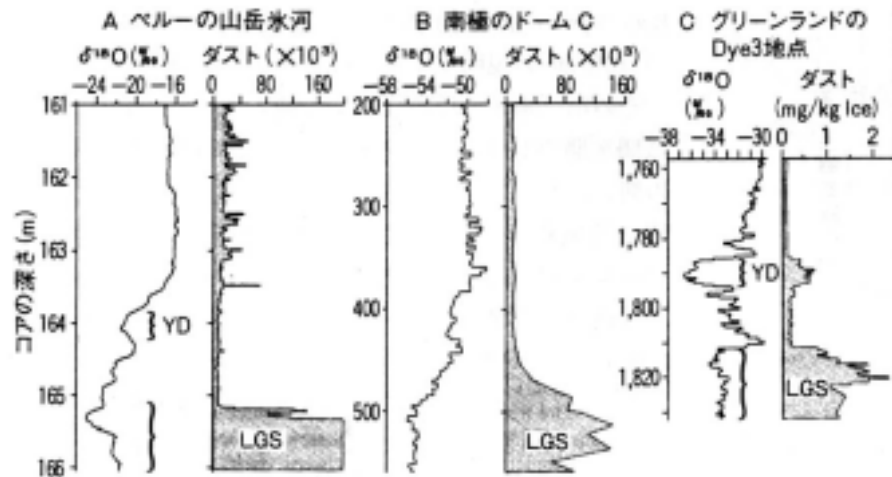 A ペルーの山岳氷河
δ¹⁸O(‰) ダスト(×10³)
−24 −20 −16 0 80 160
コアの深さ(m)
161
162
163
164
165
166
YD
LGS
B 南極のドームC
δ¹⁸O(‰) ダスト(×10³)
−58 −54 −50 0 80 160
200
300
400
500
LGS
C グリーンランドの
Dye3地点
δ¹⁸O ダスト
(‰) (mg/kg Ice)
−38 −34 −30 0 1 2
1,760
1,780
1,800
1,820
YD
LGS